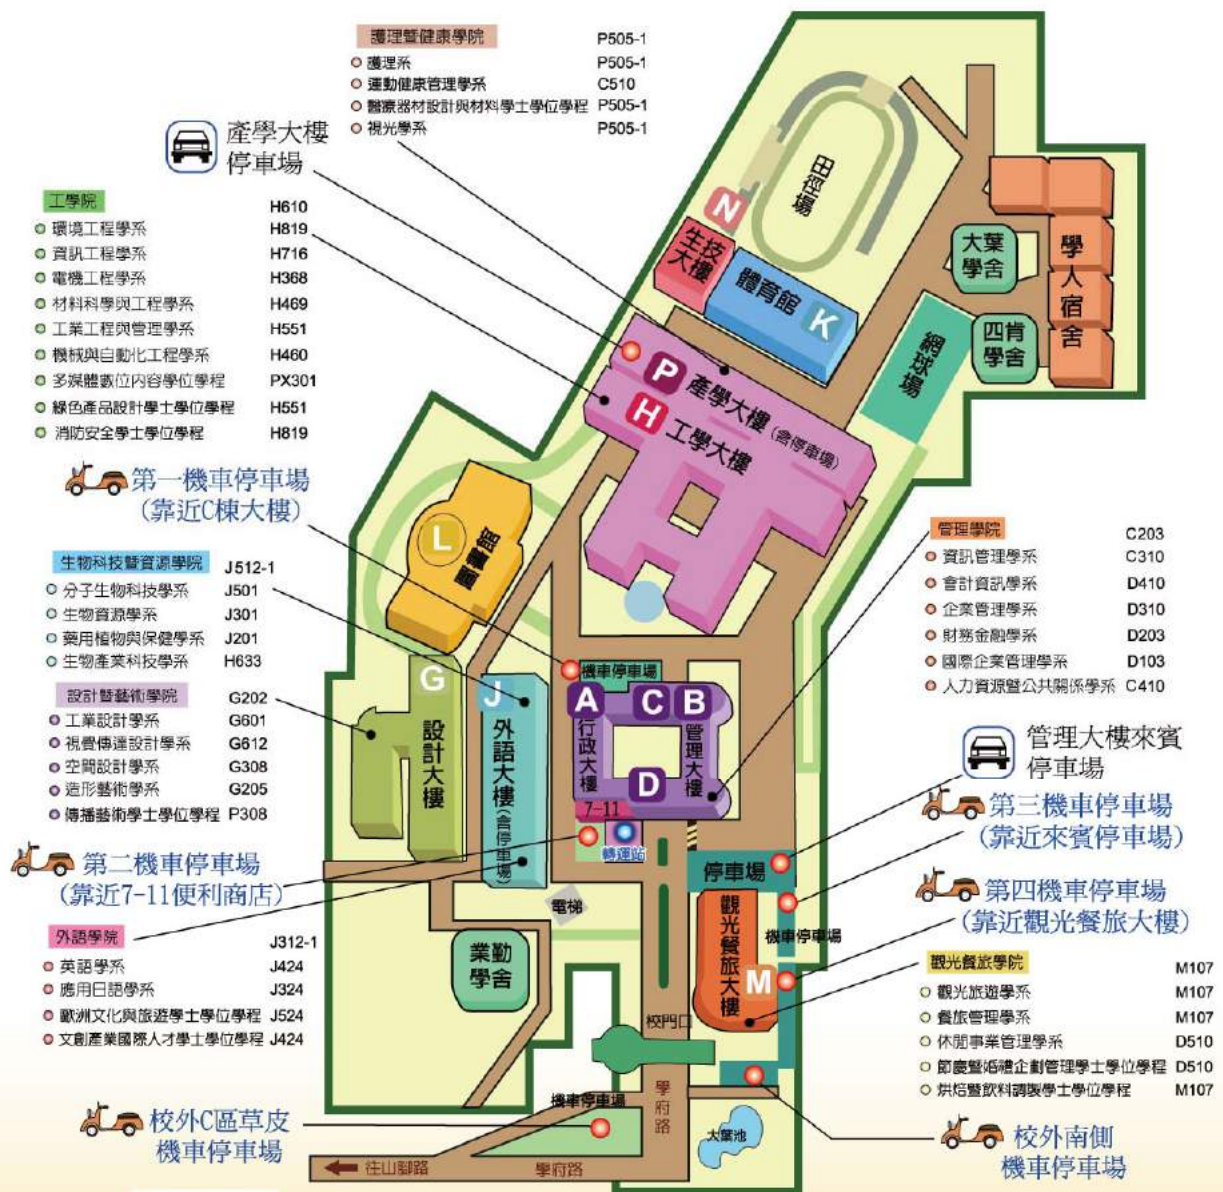 護理暨健康學院 P505-1
護理系 P505-1
運動健康管理學系 C510
醫療器材設計與材料學士學位學程 P505-1
視光學系 P505-1
產學大樓
停車場
工學院 H610
環境工程學系 H819
資訊工程學系 H716
電機工程學系 H368
材料科學與工程學系 H469
工業工程與管理學系 H551
機械與自動化工程學系 H460
多媒體數位內容學位學程 PX301
綠色產品設計學士學位學程 H551
消防安全學士學位學程 H819
第一機車停車場
(靠近C棟大樓)
生物科技暨資源學院 J512-1
分子生物科技學系 J501
生物資源學系 J301
藥用植物與保健學系 J201
生物產業科技學系 H633
設計暨藝術學院 G202
工業設計學系 G601
視覺傳達設計學系 G612
空間設計學系 G308
造形藝術學系 G205
傳播藝術學士學位學程 P308
第二機車停車場
(靠近7-11便利商店)
外語學院 J312-1
英語學系 J424
應用日語學系 J324
歐洲文化與旅遊學士學位學程 J524
文創產業國際人才學士學位學程 J424
校外C區草皮
機車停車場
田徑場
N
生技
大樓
體育館
K
大葉
學舍
學人宿舍
四肯
學舍
網球場
P
產學大樓
(含停車場)
H
工學大樓
L
圖書館
G
設計大樓
J
外語大樓
(含停車場)
機車停車場
A
行政大樓
C
B
管理大樓
D
7-11
轉運站
停車場
電梯
業勤
學舍
觀光餐旅大樓
M
機車停車場
校門口
學府路
機車停車場
大葉池
往山腳路
學府路
管理學院 C203
資訊管理學系 C310
會計資訊學系 D410
企業管理學系 D310
財務金融學系 D203
國際企業管理學系 D103
人力資源暨公共關係學系 C410
管理大樓來賓
停車場
第三機車停車場
(靠近來賓停車場)
第四機車停車場
(靠近觀光餐旅大樓)
觀光餐旅學院 M107
觀光旅遊學系 M107
餐旅管理學系 M107
休閒事業管理學系 D510
節慶暨婚禮企劃管理學士學位學程 D510
烘焙暨飲料調製學士學位學程 M107
校外南側
機車停車場